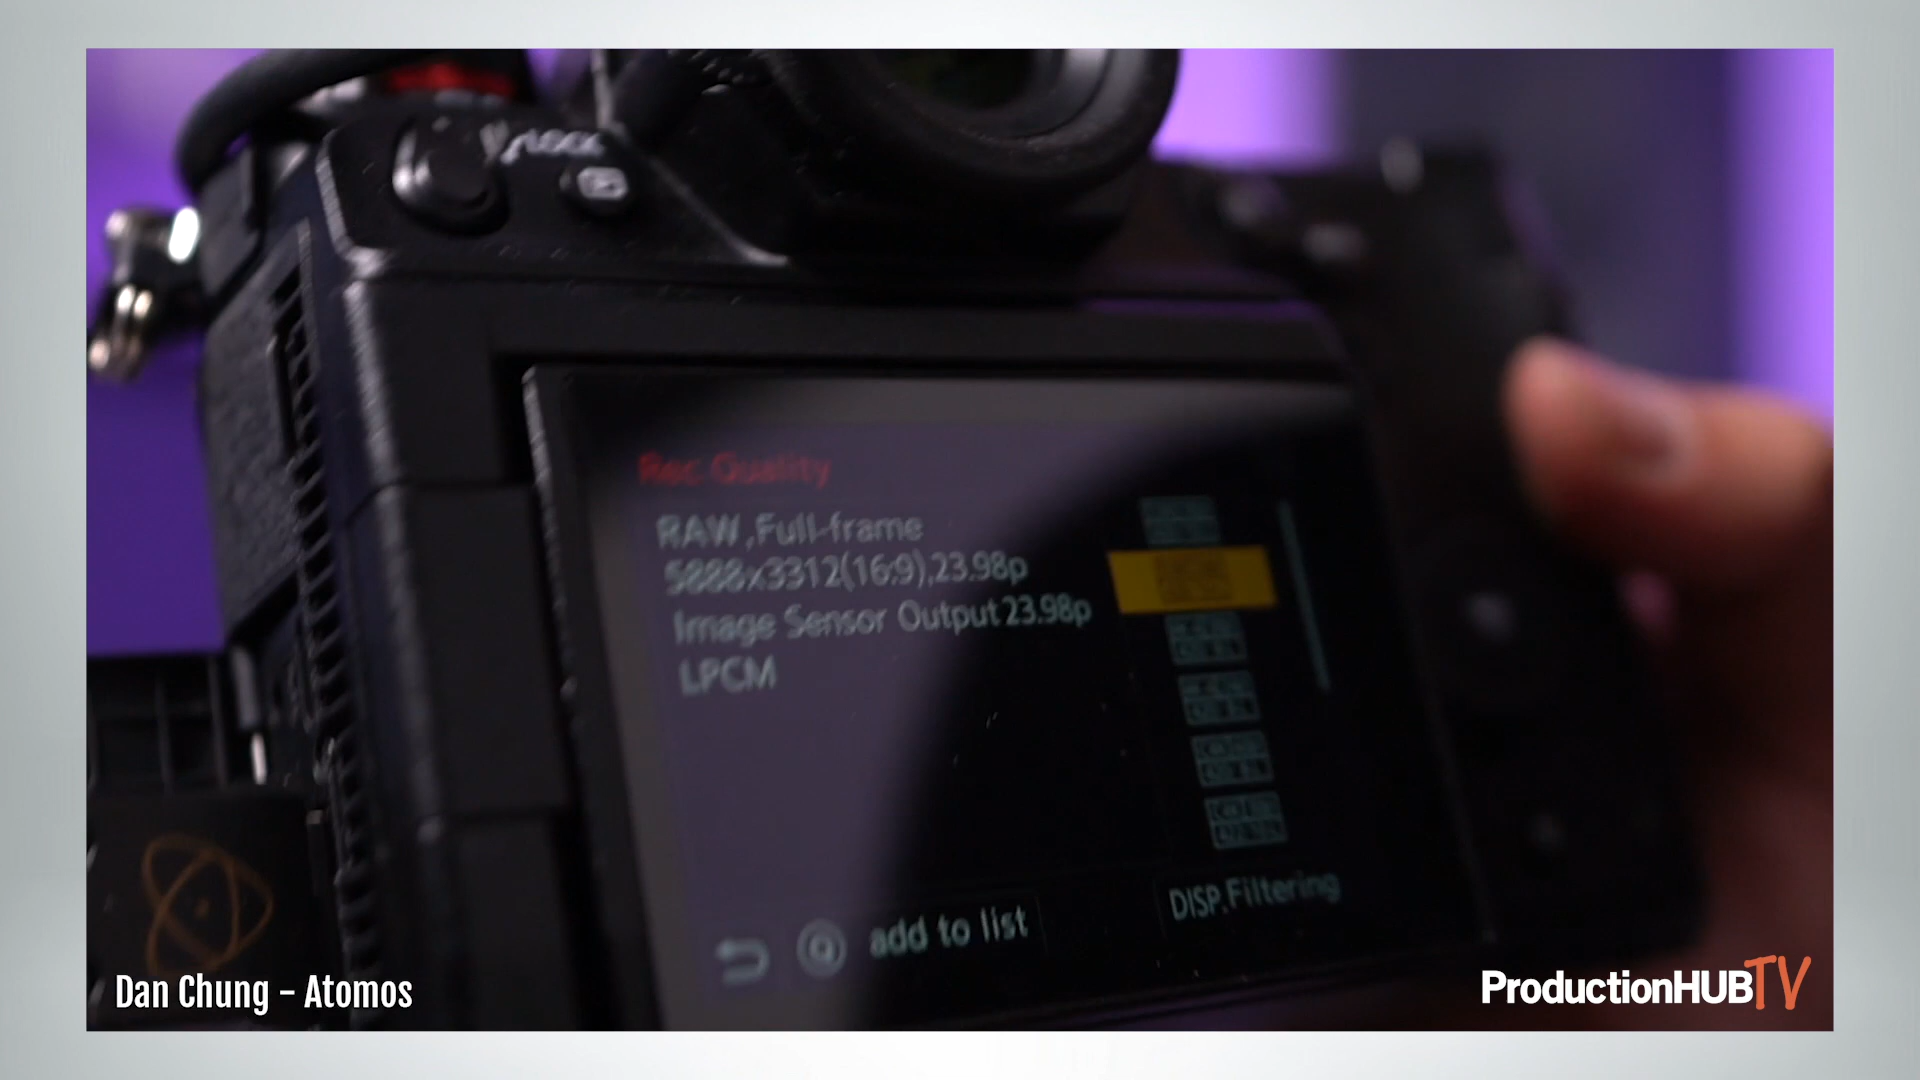 LOCK
Rec Quality
RAW,Full-frame
5888x3312(16:9),23.98p
Image Sensor Output 23.98p
LPCM
DISP.Filtering
Q add to list
Dan Chung - Atomos
ProductionHUBTV